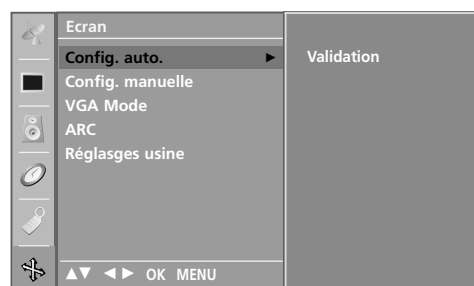 Ecran
Config. auto. ►
Validation
Config. manuelle
VGA Mode
ARC
Réglasges usine
▲▼ ◄► OK MENU